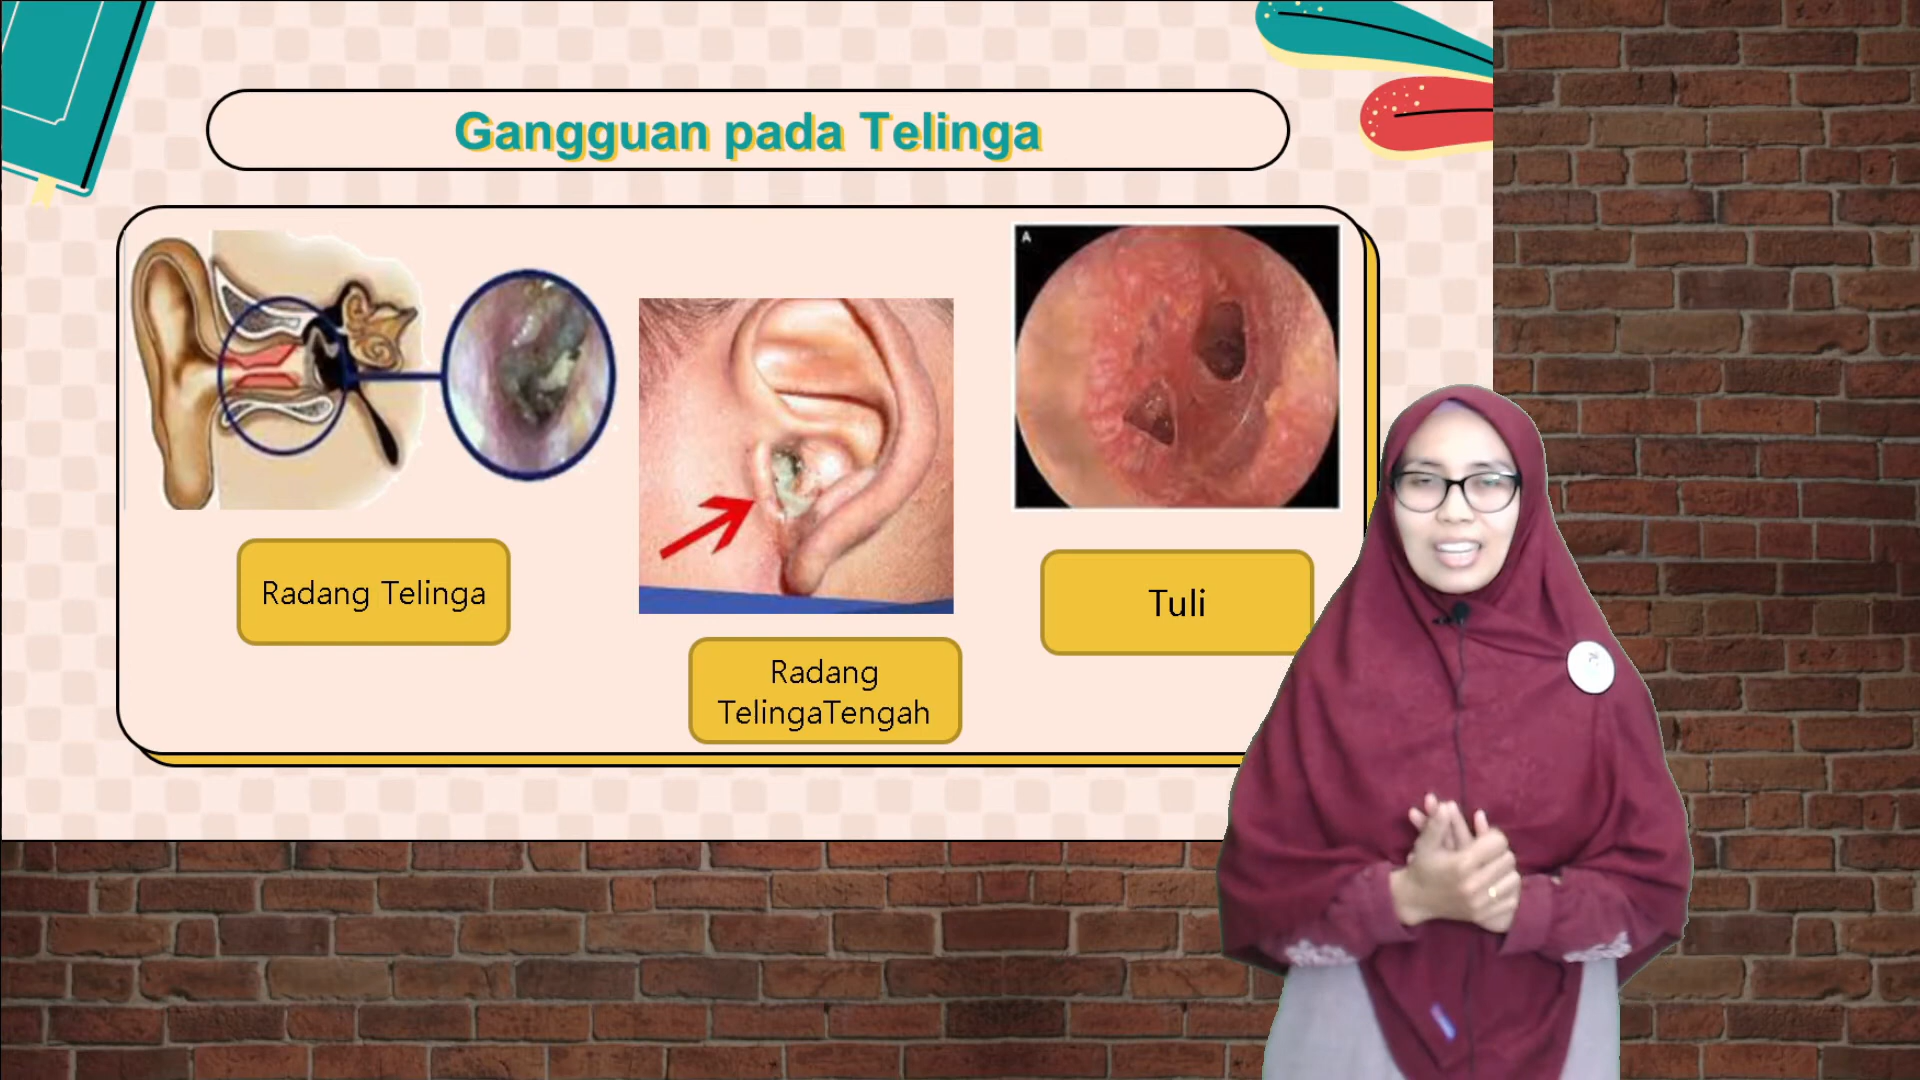 Gangguan pada Telinga
A
Radang Telinga
Radang
TelingaTengah
Tuli